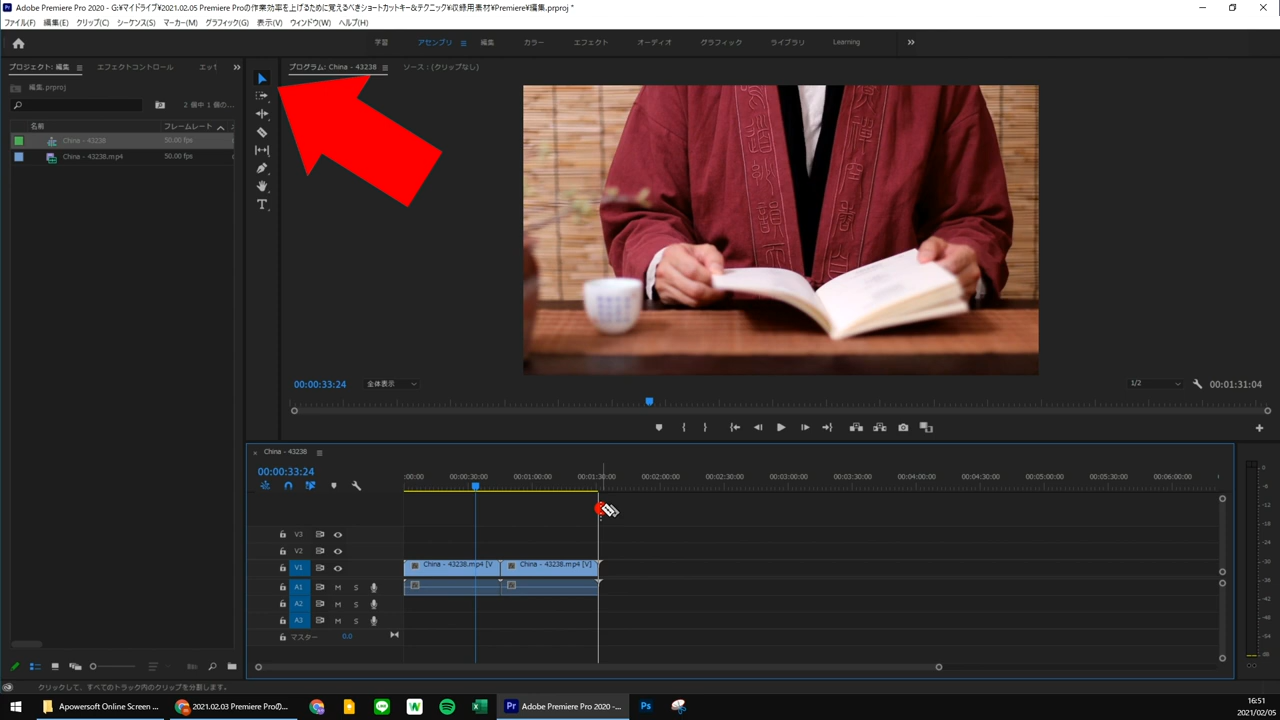 Adobe Premiere Pro 2020 - G:¥マイドライブ¥2021.02.05 Premiere Proの作業効率を上げるために覚えるべきショートカットキー&テクニック¥収録用素材¥Premiere¥編集.prproj *
ファイル(F) 編集(E) クリップ(C) シーケンス(S) マーカー(M) グラフィック(G) 表示(V) ウィンドウ(W) ヘルプ(H)
学習 アセンブリ 編集 カラー エフェクト オーディオ グラフィック ライブラリ Learning
プロジェクト: 編集 エフェクトコントロール エッセ
プログラム: China - 43238 ソース : (クリップなし)
編集.prproj
2 個中 1 個の...
名前 フレームレート
China - 43238 50.00 fps
China - 43238.mp4 50.00 fps
00:00:33:24 全体表示 1/2 00:01:31:04
China - 43238
00:00:33:24
:00:00 00:00:30:00 00:01:00:00 00:01:30:00 00:02:00:00 00:02:30:00 00:03:00:00 00:03:30:00 00:04:00:00 00:04:30:00 00:05:00:00 00:05:30:00 00:06:00:00
V3
V2
V1 China - 43238.mp4 [V China - 43238.mp4 [V]
A1 M S
A2 M S
A3 M S
マスター 0.0
0
-6
-12
-18
-24
-30
-36
-42
-48
-54
dB
クリックして、すべてのトラック内のクリップを分割します。
Apowersoft Online Screen ... 2021.02.03 Premiere Proの... Adobe Premiere Pro 2020 -...
16:51
2021/02/05